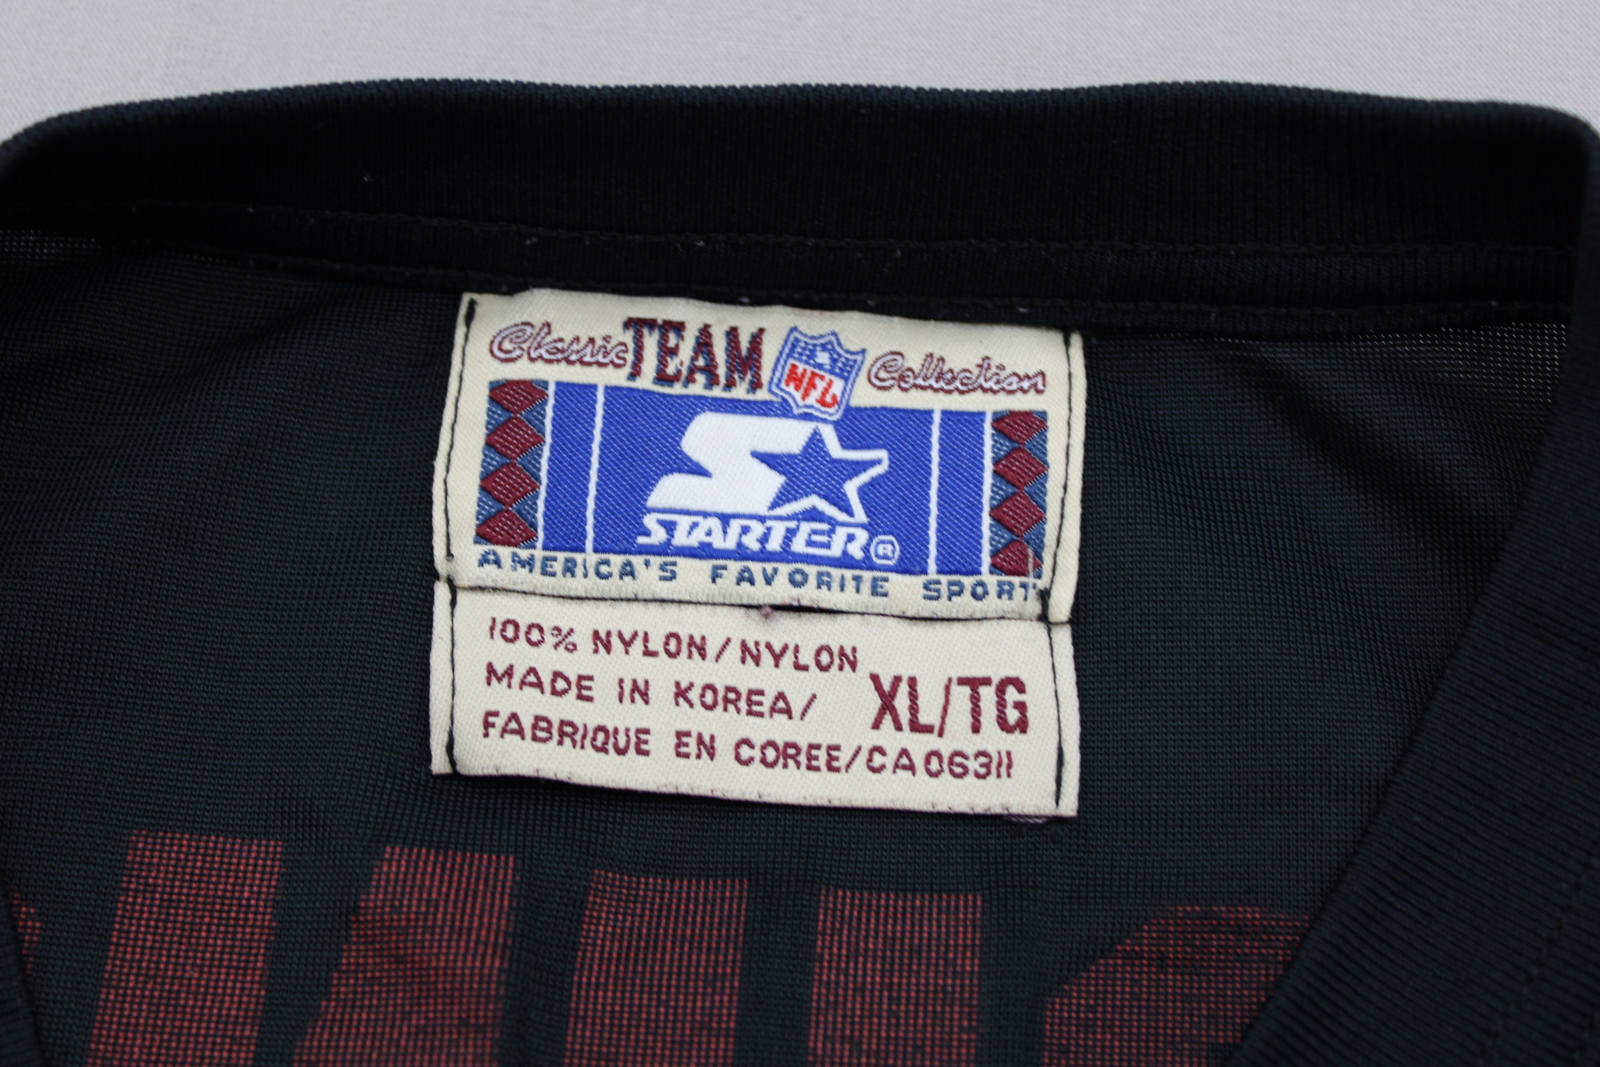 Classic TEAM NFL Collection
STARTER®
AMERICA'S FAVORITE SPORT
100% NYLON/NYLON
MADE IN KOREA/ XL/TG
FABRIQUE EN COREE/CA06311